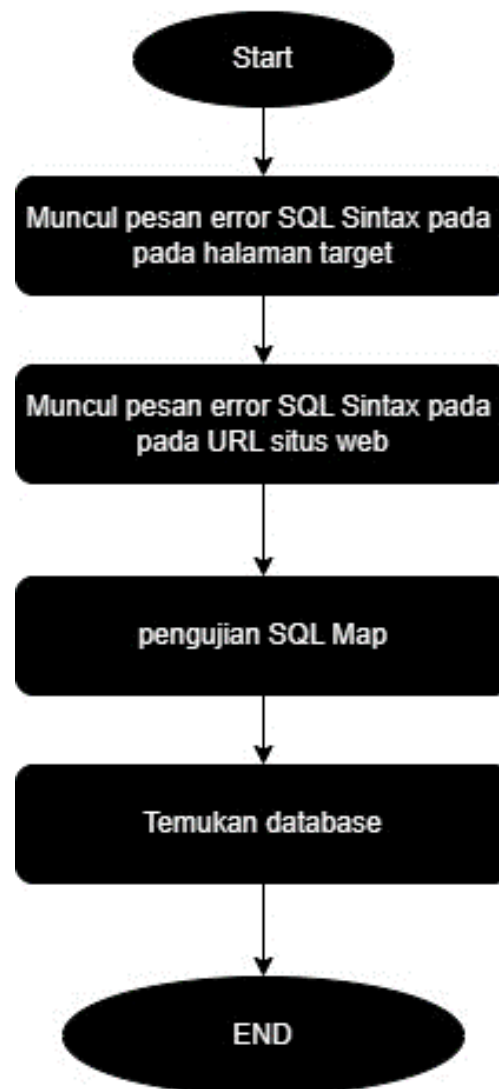 Start
Muncul pesan error SQL Sintax pada
pada halaman target
Muncul pesan error SQL Sintax pada
pada URL situs web
pengujian SQL Map
Temukan database
END